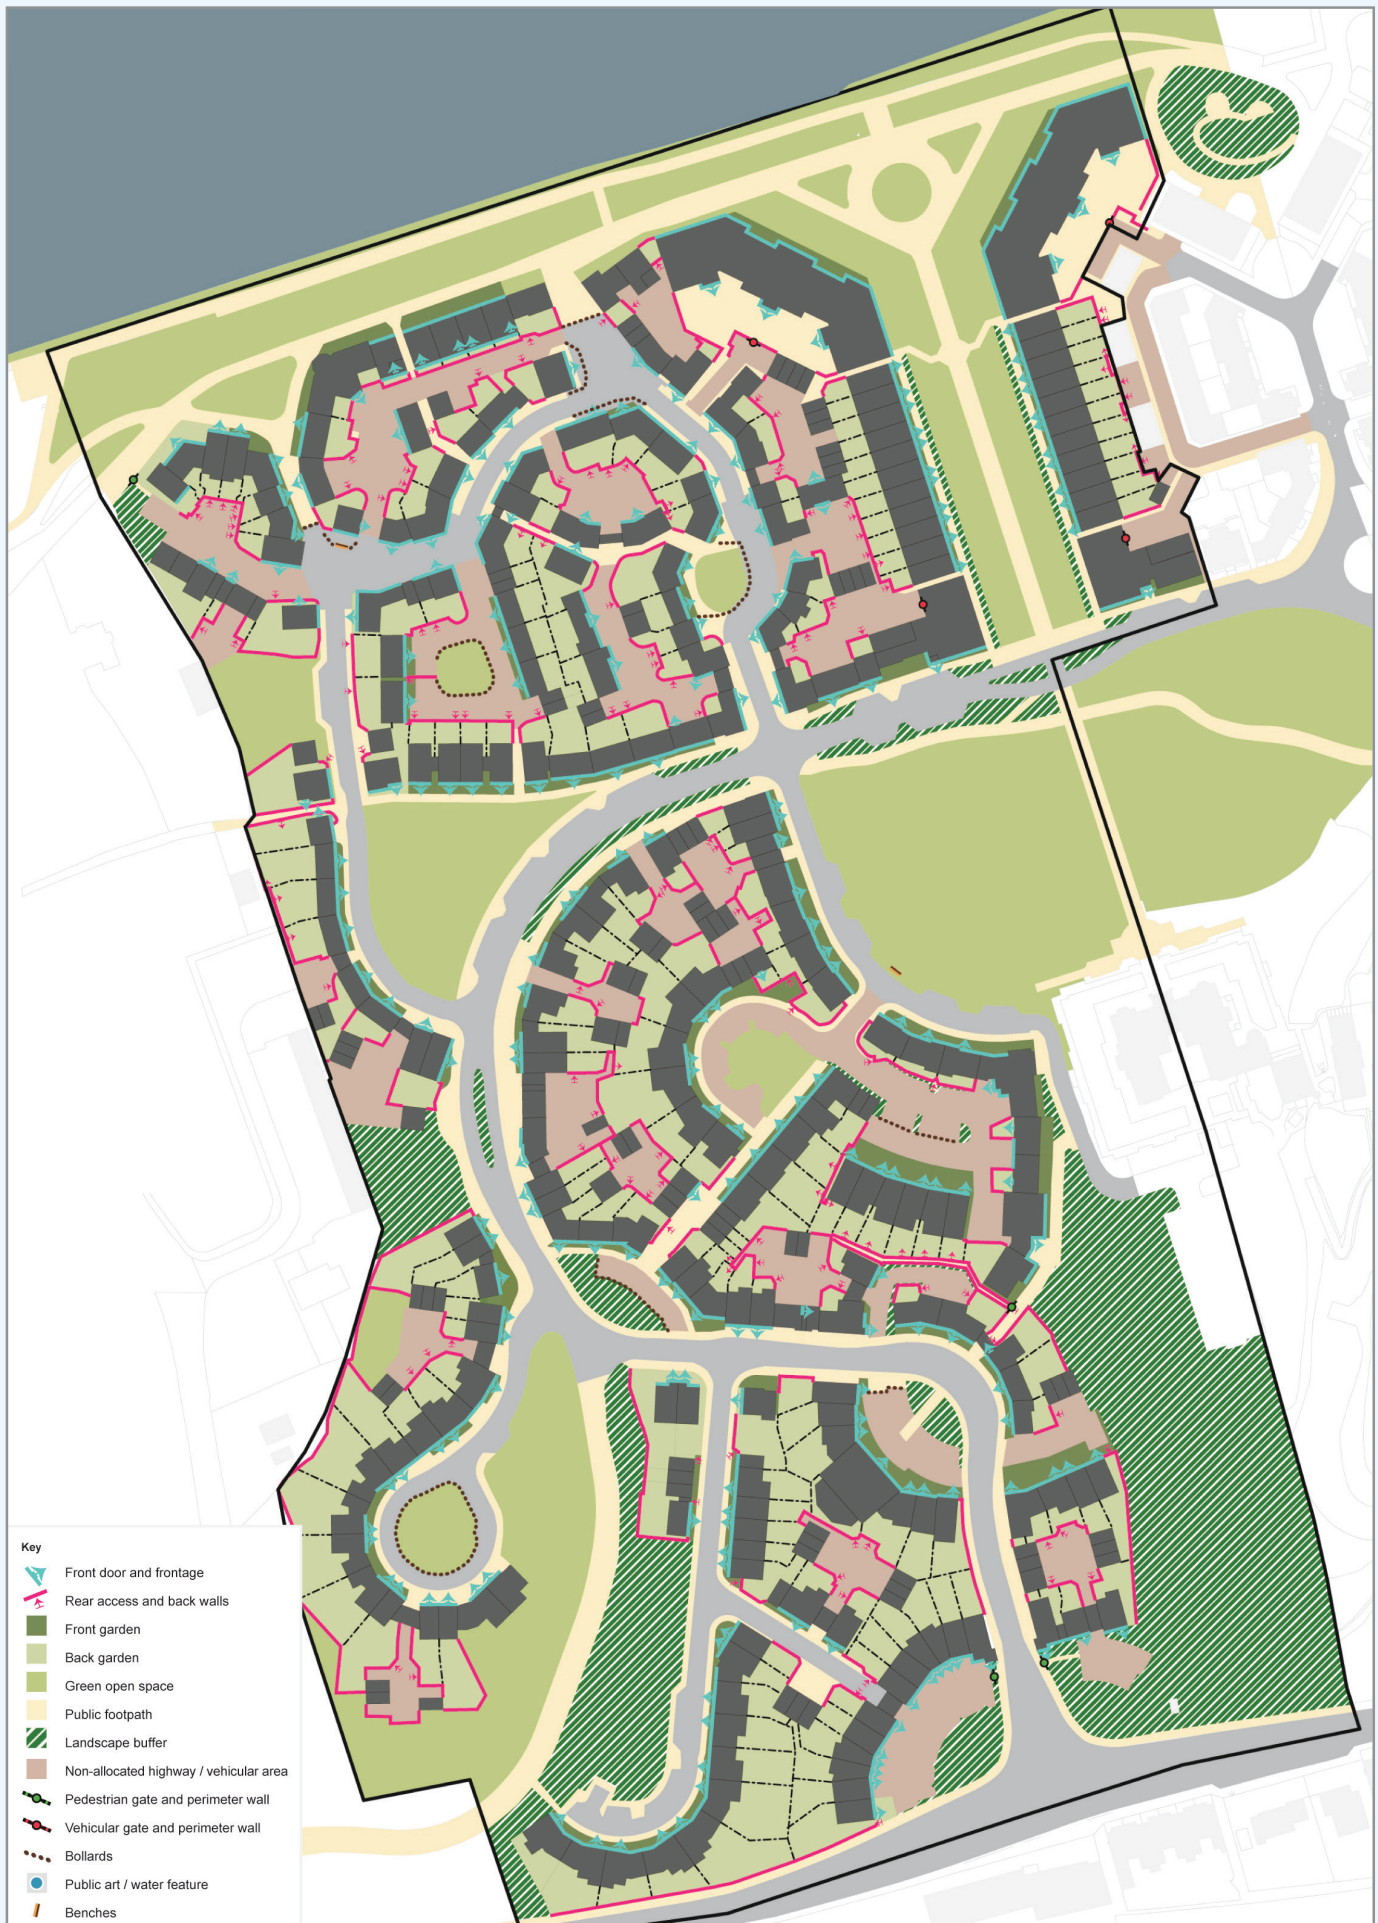 Key
Front door and frontage
Rear access and back walls
Front garden
Back garden
Green open space
Public footpath
Landscape buffer
Non-allocated highway / vehicular area
Pedestrian gate and perimeter wall
Vehicular gate and perimeter wall
Bollards
Public art / water feature
Benches